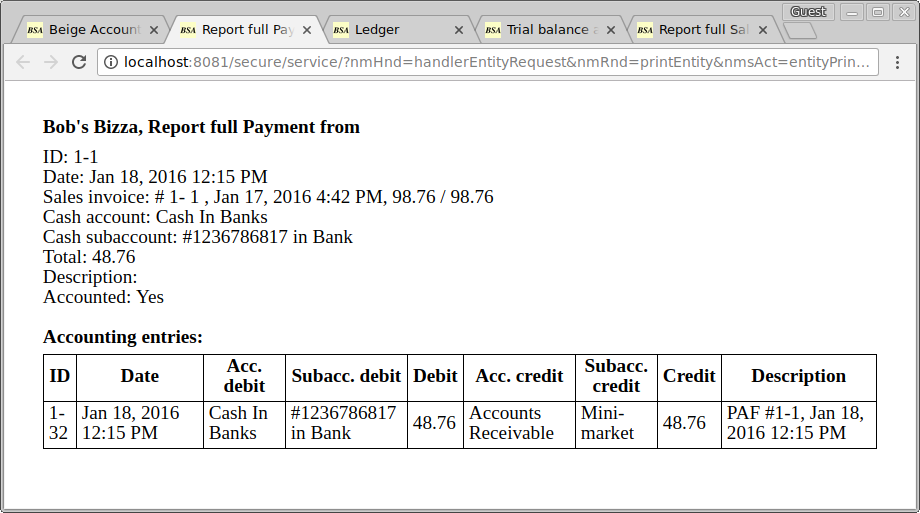 Guest
BSA Beige Account
BSA Report full Pay
BSA Ledger
BSA Trial balance a
BSA Report full Sal
localhost:8081/secure/service/?nmHnd=handlerEntityRequest&nmRnd=printEntity&nmsAct=entityPrin...
Bob's Bizza, Report full Payment from
ID: 1-1
Date: Jan 18, 2016 12:15 PM
Sales invoice: # 1- 1 , Jan 17, 2016 4:42 PM, 98.76 / 98.76
Cash account: Cash In Banks
Cash subaccount: #1236786817 in Bank
Total: 48.76
Description:
Accounted: Yes
Accounting entries:
ID Date Acc. debit Subacc. debit Debit Acc. credit Subacc. credit Credit Description
1-32 Jan 18, 2016 12:15 PM Cash In Banks #1236786817 in Bank 48.76 Accounts Receivable Mini-market 48.76 PAF #1-1, Jan 18, 2016 12:15 PM